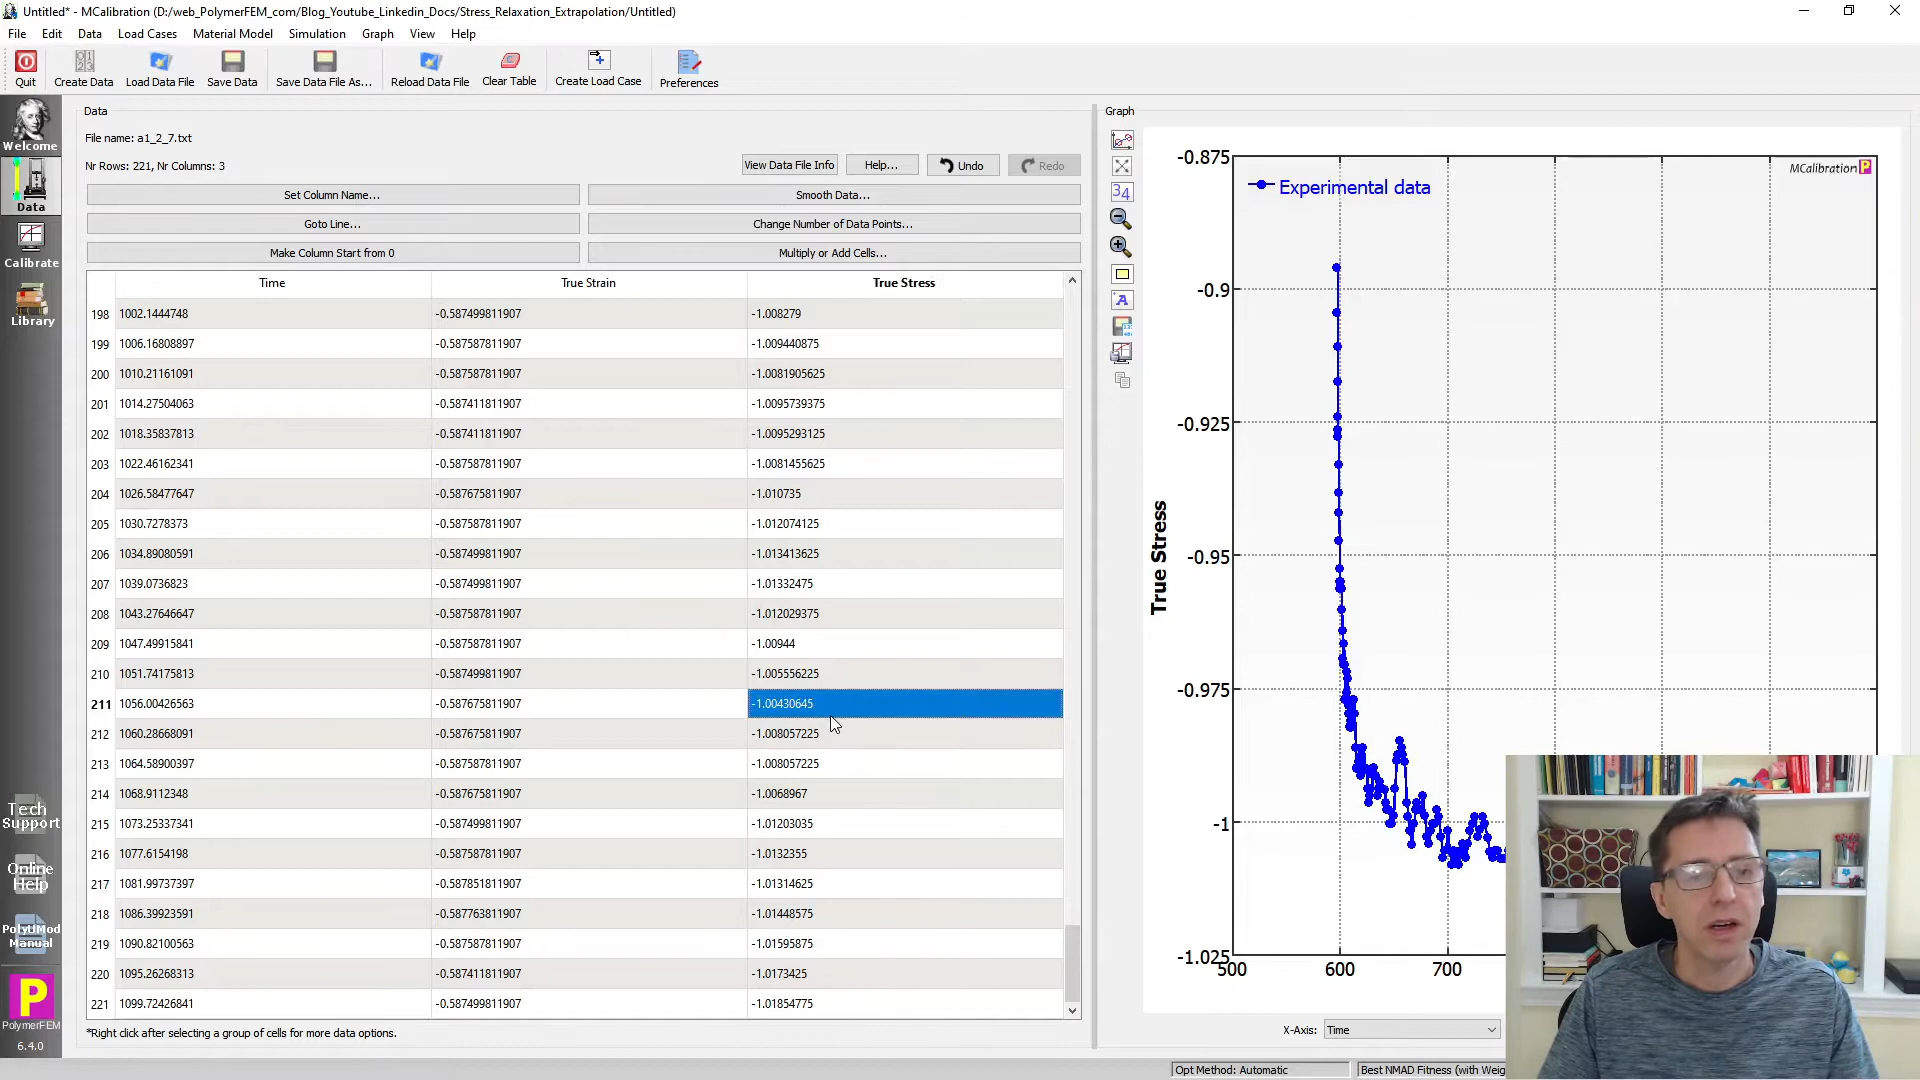 Untitled* - MCalibration (D:/web_PolymerFEM_com/Blog_Youtube_Linkedin_Docs/Stress_Relaxation_Extrapolation/Untitled)
File Edit Data Load Cases Material Model Simulation Graph View Help
Quit Create Data Load Data File Save Data Save Data File As... Reload Data File Clear Table Create Load Case Preferences
Welcome
Data
Calibrate
Library
Tech Support
Online Help
PolyUMod Manual
PolymerFEM
6.4.0
Data
File name: a1_2_7.txt
Nr Rows: 221, Nr Columns: 3
View Data File Info Help... Undo Redo
Set Column Name... Smooth Data...
Goto Line... Change Number of Data Points...
Make Column Start from 0 Multiply or Add Cells...
Time True Strain True Stress
198 1002.1444748 -0.587499811907 -1.008279
199 1006.16808897 -0.587587811907 -1.009440875
200 1010.21161091 -0.587587811907 -1.0081905625
201 1014.27504063 -0.587411811907 -1.0095739375
202 1018.35837813 -0.587411811907 -1.0095293125
203 1022.46162341 -0.587587811907 -1.0081455625
204 1026.58477647 -0.587675811907 -1.010735
205 1030.7278373 -0.587587811907 -1.012074125
206 1034.89080591 -0.587499811907 -1.013413625
207 1039.0736823 -0.587499811907 -1.01332475
208 1043.27646647 -0.587587811907 -1.012029375
209 1047.49915841 -0.587587811907 -1.00944
210 1051.74175813 -0.587499811907 -1.005556225
211 1056.00426563 -0.587675811907 -1.00430645
212 1060.28668091 -0.587675811907 -1.008057225
213 1064.58900397 -0.587587811907 -1.008057225
214 1068.9112348 -0.587675811907 -1.0068967
215 1073.25337341 -0.587499811907 -1.01203035
216 1077.6154198 -0.587587811907 -1.0132355
217 1081.99737397 -0.587851811907 -1.01314625
218 1086.39923591 -0.587763811907 -1.01448575
219 1090.82100563 -0.587587811907 -1.01595875
220 1095.26268313 -0.587411811907 -1.0173425
221 1099.72426841 -0.587499811907 -1.01854775
*Right click after selecting a group of cells for more data options.
Graph
34
A
MCalibration P
Experimental data
-0.875
-0.9
-0.925
-0.95
-0.975
-1
-1.025
True Stress
500 600 700
X-Axis: Time
Opt Method: Automatic
Best NMAD Fitness (with Weig